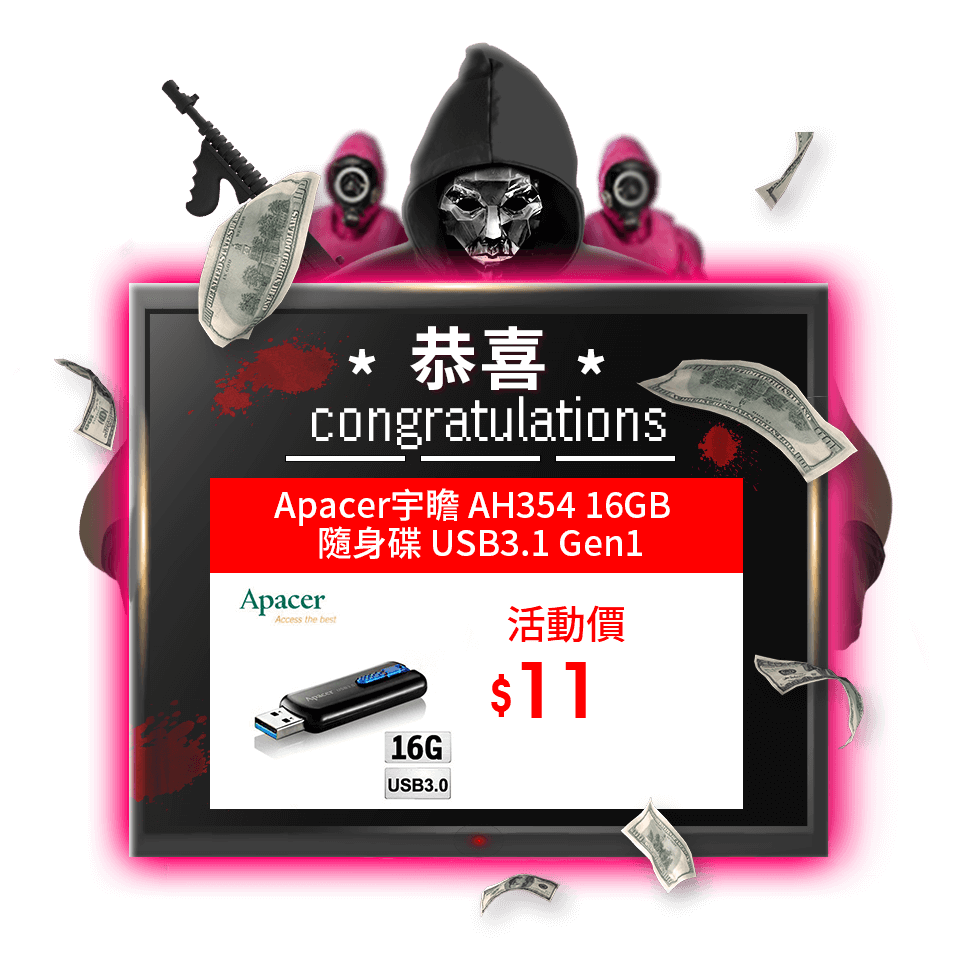 * 恭喜 *
congratulations
Apacer宇瞻 AH354 16GB
隨身碟 USB3.1 Gen1
Apacer
Access the best
活動價
$11
Apacer
16G
USB3.0